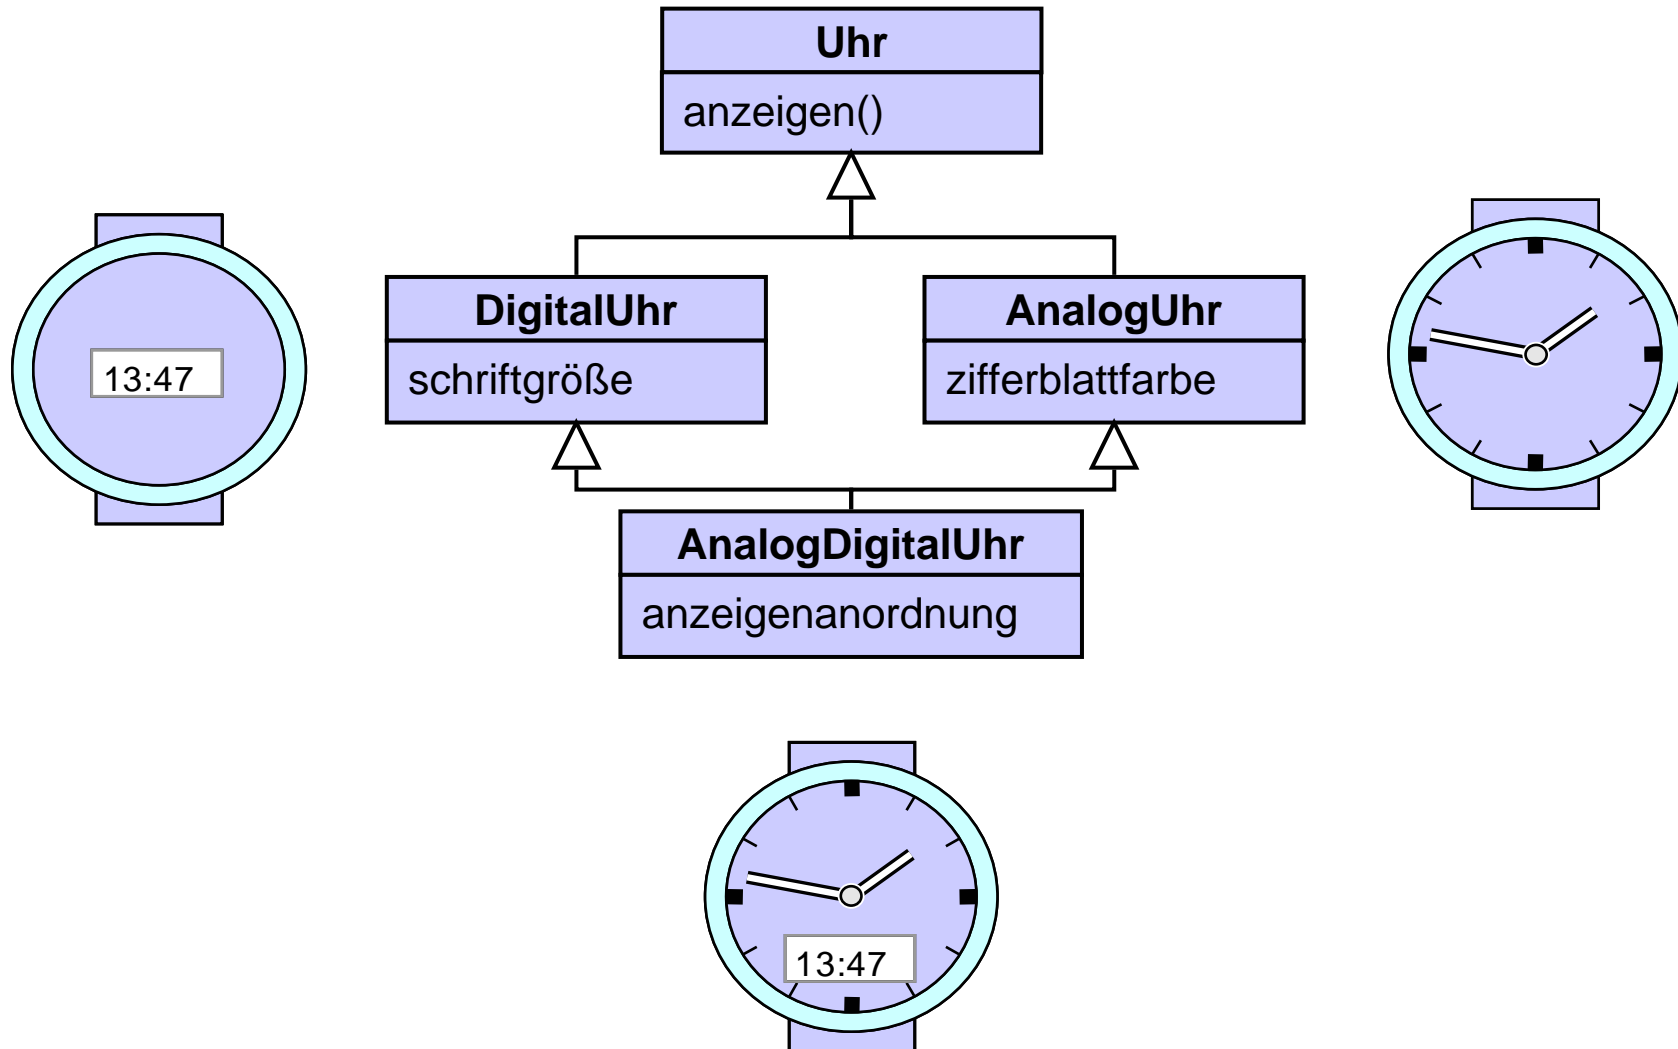 Uhr
anzeigen()
DigitalUhr
AnalogUhr
schriftgröße
zifferblattfarbe
13:47
AnalogDigitalUhr
anzeigenanordnung
13:47